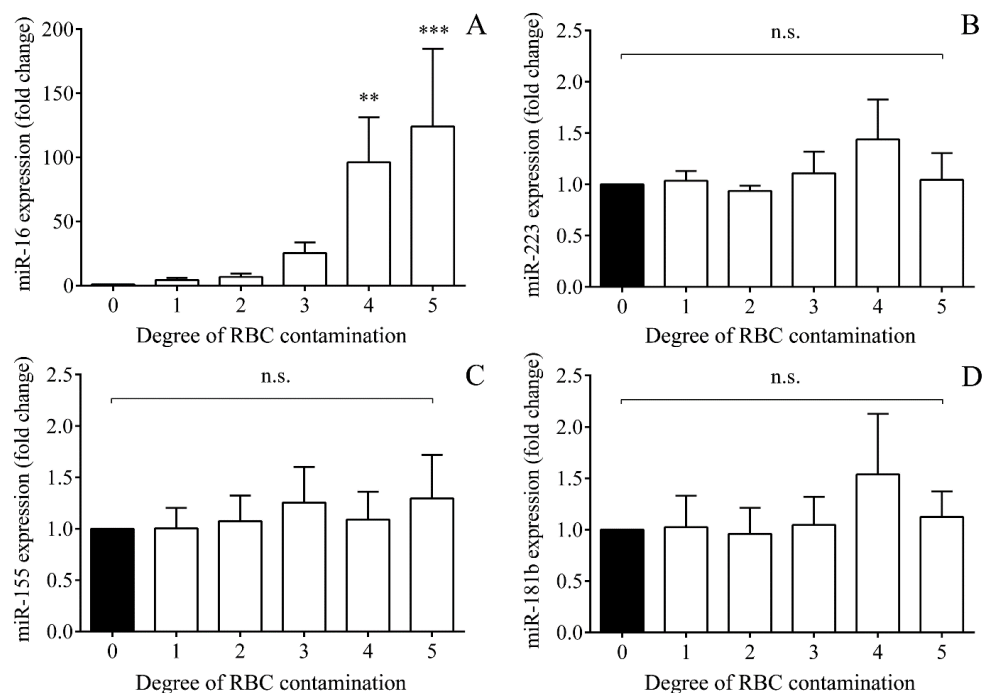 A
miR-16 expression (fold change)
200
150
100
50
0
***
**
0 1 2 3 4 5
Degree of RBC contamination
B
miR-223 expression (fold change)
2.5
2.0
1.5
1.0
0.5
0.0
n.s.
0 1 2 3 4 5
Degree of RBC contamination
C
miR-155 expression (fold change)
2.5
2.0
1.5
1.0
0.5
0.0
n.s.
0 1 2 3 4 5
Degree of RBC contamination
D
miR-181b expression (fold change)
2.5
2.0
1.5
1.0
0.5
0.0
n.s.
0 1 2 3 4 5
Degree of RBC contamination